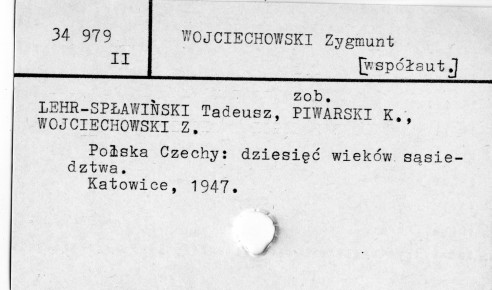 34 979
II
WOJCIECHOWSKI Zygmunt
[współaut.]
zob.
LEHR-SPŁAWIŃSKI Tadeusz, PIWARSKI K.,
WOJCIECHOWSKI Z.
Polska Czechy: dziesięć wieków sąsie-
dztwa.
Katowice, 1947.